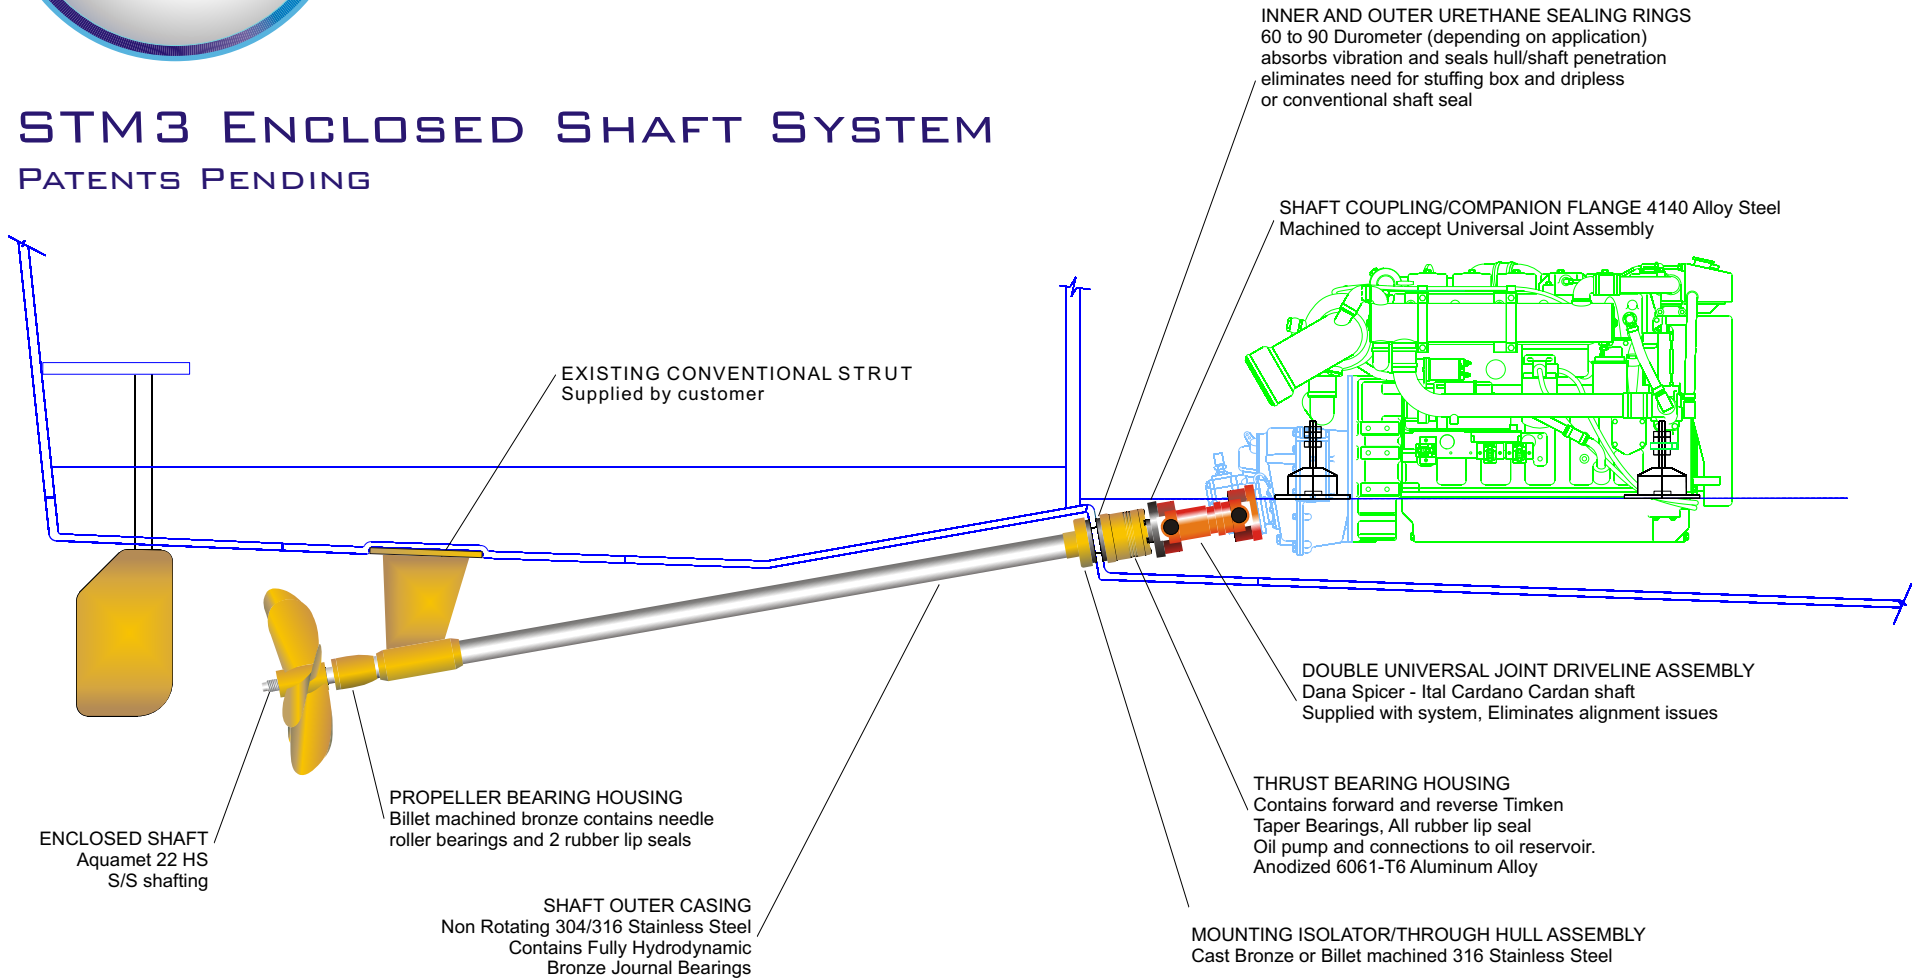 STM3 ENCLOSED SHAFT SYSTEM
PATENTS PENDING
INNER AND OUTER URETHANE SEALING RINGS
60 to 90 Durometer (depending on application)
absorbs vibration and seals hull/shaft penetration
eliminates need for stuffing box and dripless
or conventional shaft seal
SHAFT COUPLING/COMPANION FLANGE 4140 Alloy Steel
Machined to accept Universal Joint Assembly
EXISTING CONVENTIONAL STRUT
Supplied by customer
DOUBLE UNIVERSAL JOINT DRIVELINE ASSEMBLY
Dana Spicer - Ital Cardano Cardan shaft
Supplied with system, Eliminates alignment issues
THRUST BEARING HOUSING
Contains forward and reverse Timken
Taper Bearings, All rubber lip seal
Oil pump and connections to oil reservoir.
Anodized 6061-T6 Aluminum Alloy
PROPELLER BEARING HOUSING
Billet machined bronze contains needle
roller bearings and 2 rubber lip seals
ENCLOSED SHAFT
Aquamet 22 HS
S/S shafting
SHAFT OUTER CASING
Non Rotating 304/316 Stainless Steel
Contains Fully Hydrodynamic
Bronze Journal Bearings
MOUNTING ISOLATOR/THROUGH HULL ASSEMBLY
Cast Bronze or Billet machined 316 Stainless Steel